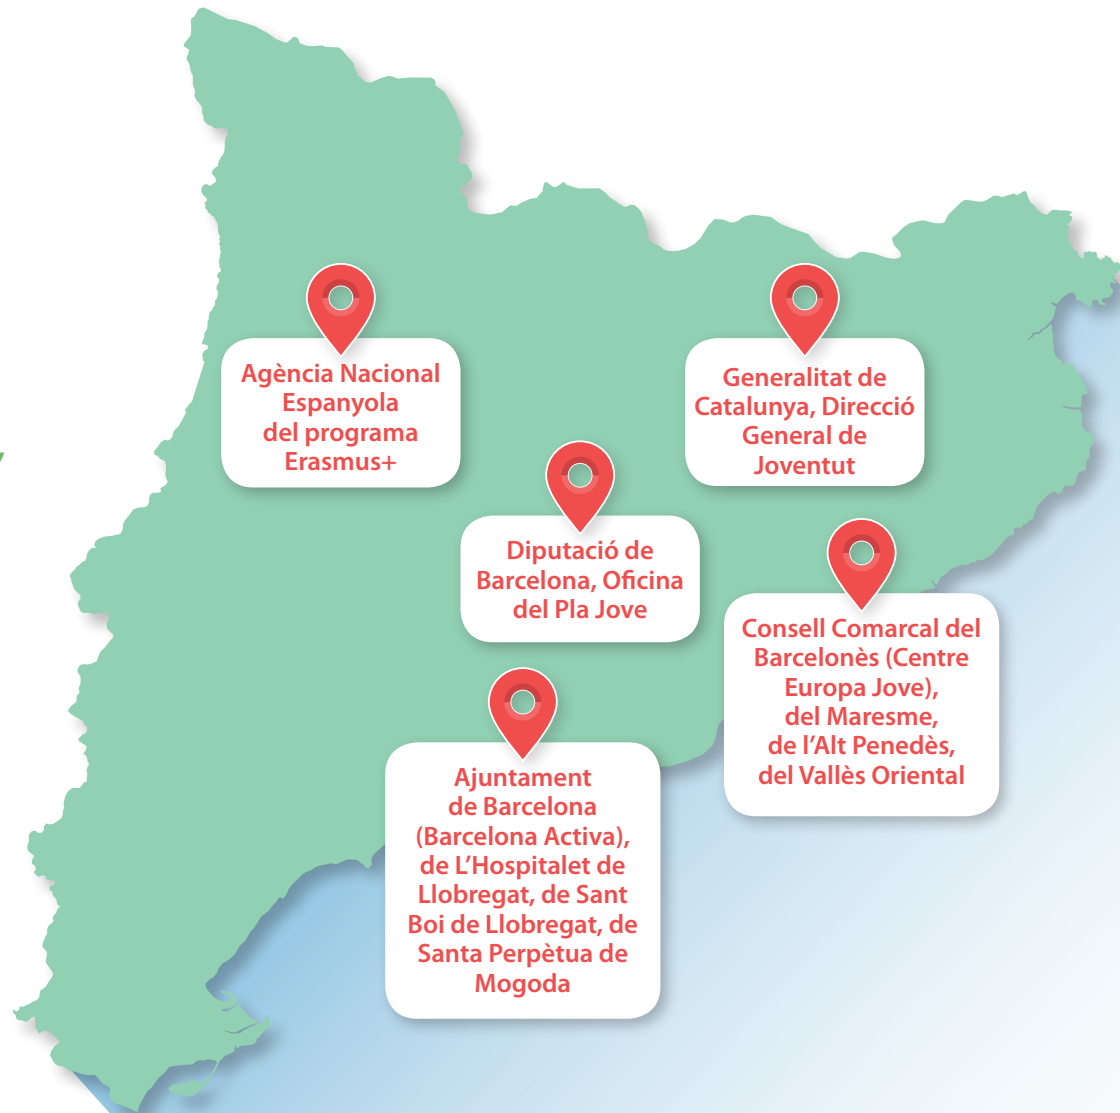 Agència Nacional
Espanyola
del programa
Erasmus+
Generalitat de
Catalunya, Direcció
General de
Joventut
Diputació de
Barcelona, Oficina
del Pla Jove
Consell Comarcal del
Barcelonès (Centre
Europa Jove),
del Maresme,
de l'Alt Penedès,
del Vallès Oriental
Ajuntament
de Barcelona
(Barcelona Activa),
de L'Hospitalet de
Llobregat, de Sant
Boi de Llobregat, de
Santa Perpètua de
Mogoda